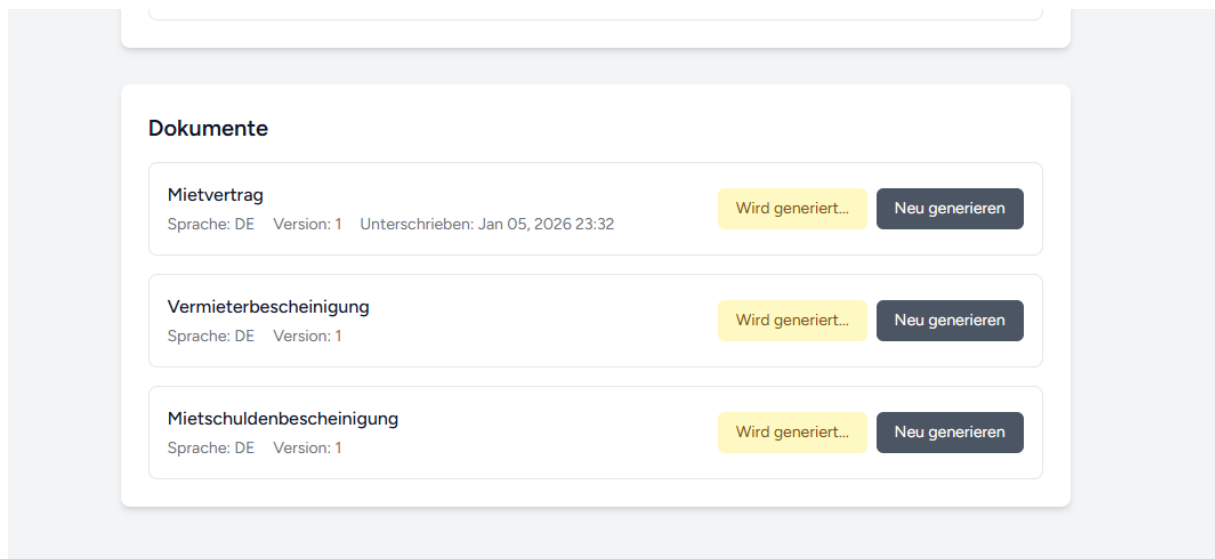 Dokumente
Mietvertrag
Sprache: DE Version: 1 Unterschrieben: Jan 05, 2026 23:32
Wird generiert... Neu generieren
Vermieterbescheinigung
Sprache: DE Version: 1
Wird generiert... Neu generieren
Mietschuldenbescheinigung
Sprache: DE Version: 1
Wird generiert... Neu generieren